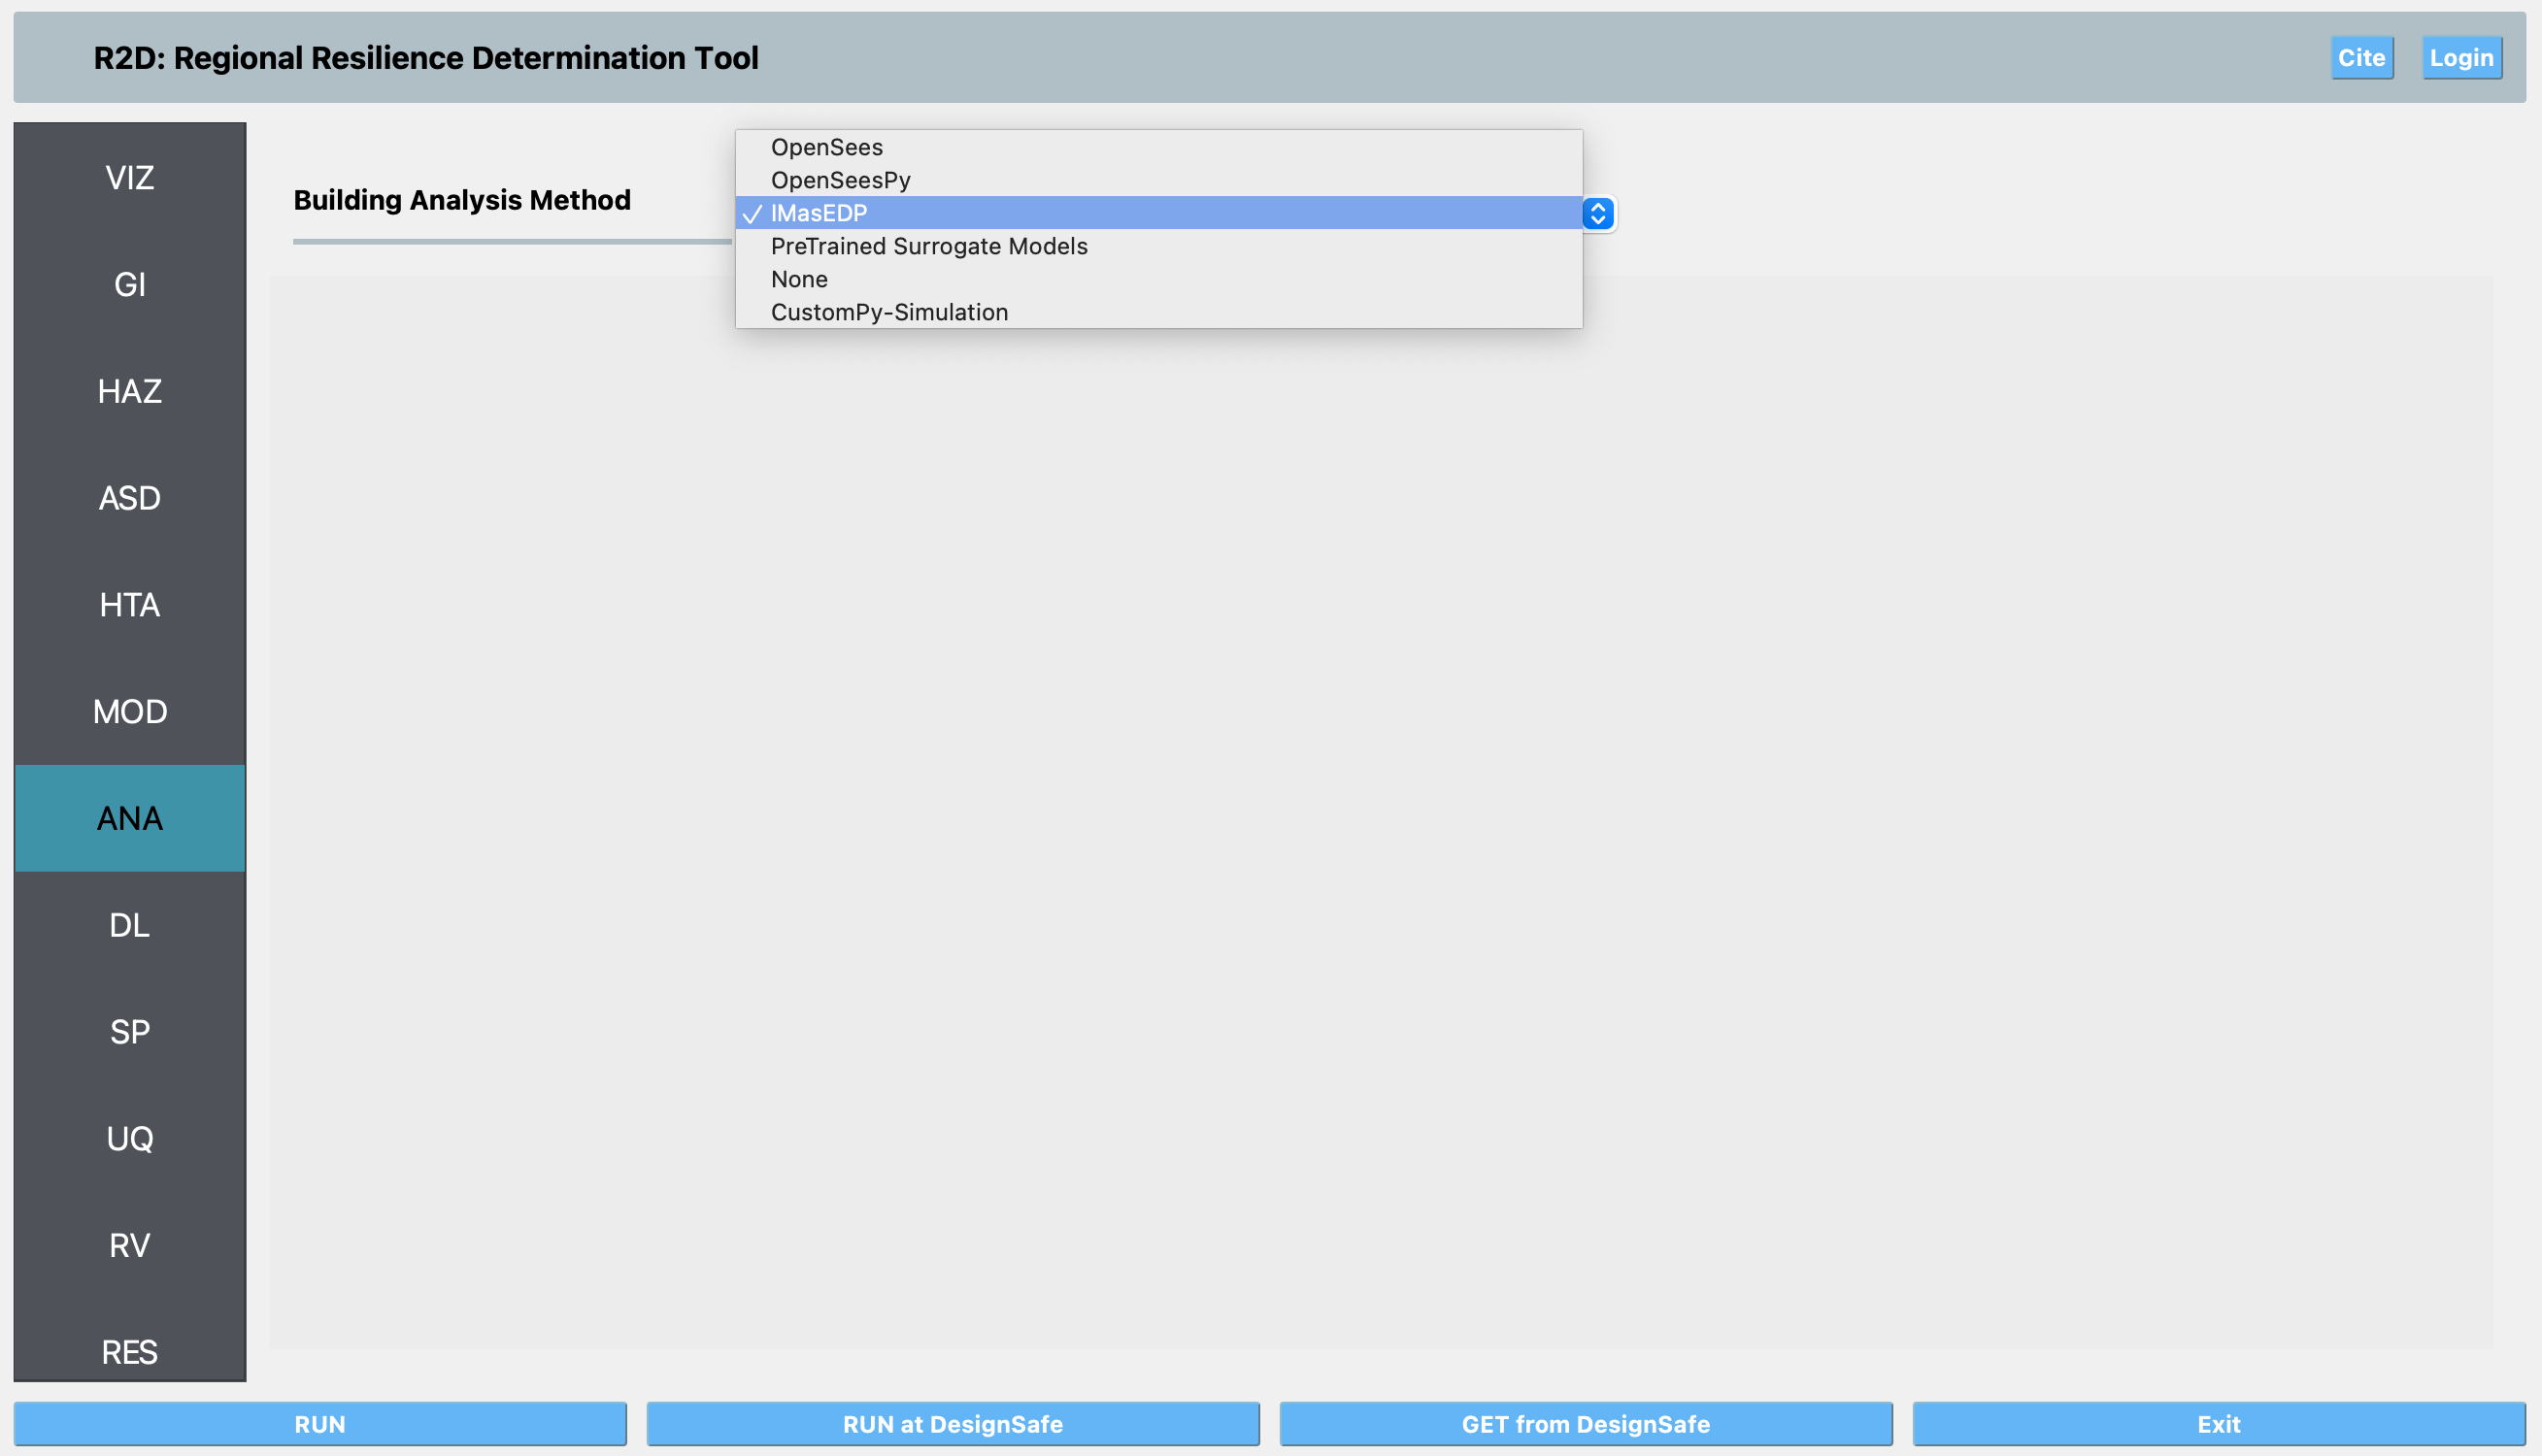 R2D: Regional Resilience Determination Tool
Cite
Login
VIZ
GI
HAZ
ASD
HTA
MOD
ANA
DL
SP
UQ
RV
RES
Building Analysis Method
OpenSees
OpenSeesPy
IMasEDP
PreTrained Surrogate Models
None
CustomPy-Simulation
RUN
RUN at DesignSafe
GET from DesignSafe
Exit